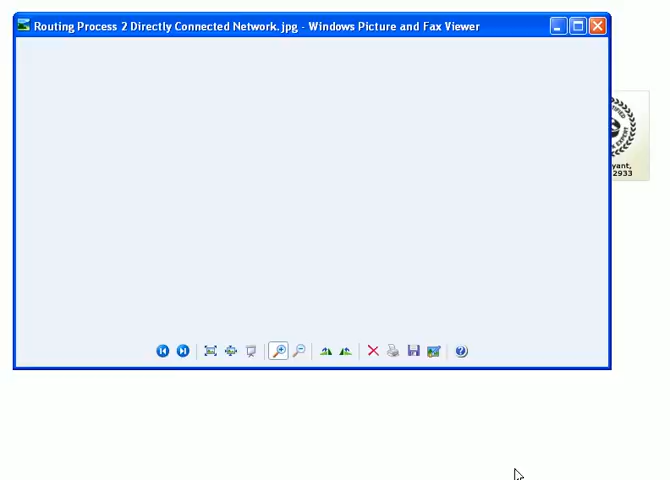 Routing Process 2 Directly Connected Network.jpg - Windows Picture and Fax Viewer
yant,
2933